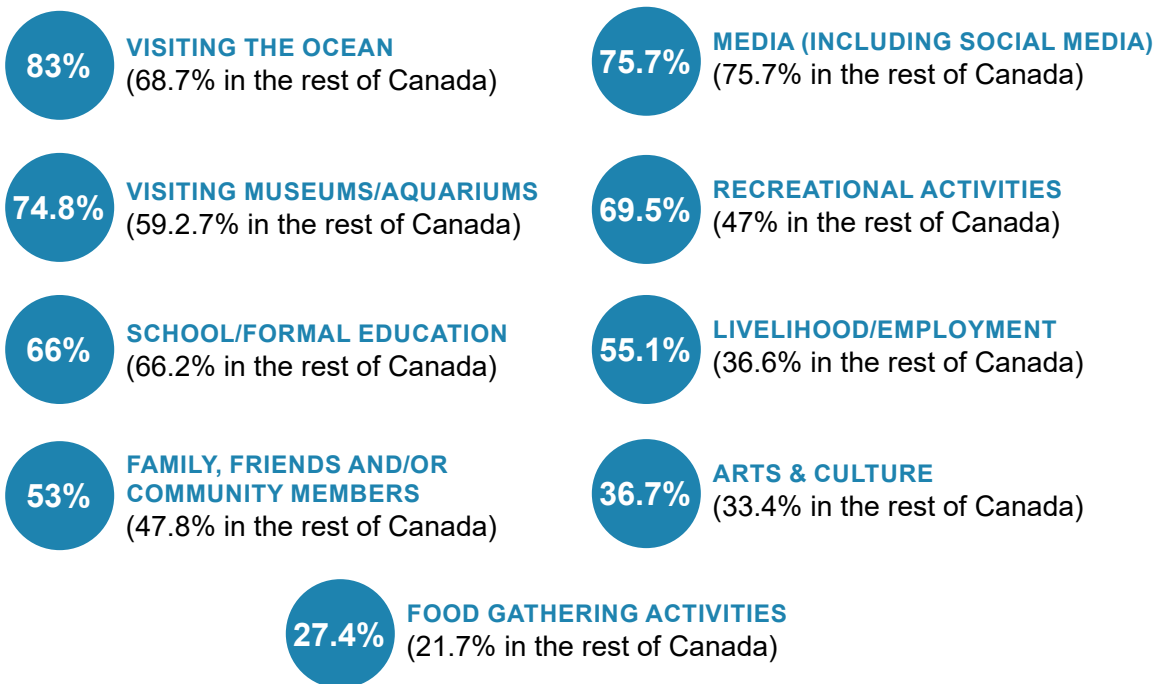 83%
VISITING THE OCEAN
(68.7% in the rest of Canada)
75.7%
MEDIA (INCLUDING SOCIAL MEDIA)
(75.7% in the rest of Canada)
74.8%
VISITING MUSEUMS/AQUARIUMS
(59.2.7% in the rest of Canada)
69.5%
RECREATIONAL ACTIVITIES
(47% in the rest of Canada)
66%
SCHOOL/FORMAL EDUCATION
(66.2% in the rest of Canada)
55.1%
LIVELIHOOD/EMPLOYMENT
(36.6% in the rest of Canada)
53%
FAMILY, FRIENDS AND/OR
COMMUNITY MEMBERS
(47.8% in the rest of Canada)
36.7%
ARTS & CULTURE
(33.4% in the rest of Canada)
27.4%
FOOD GATHERING ACTIVITIES
(21.7% in the rest of Canada)